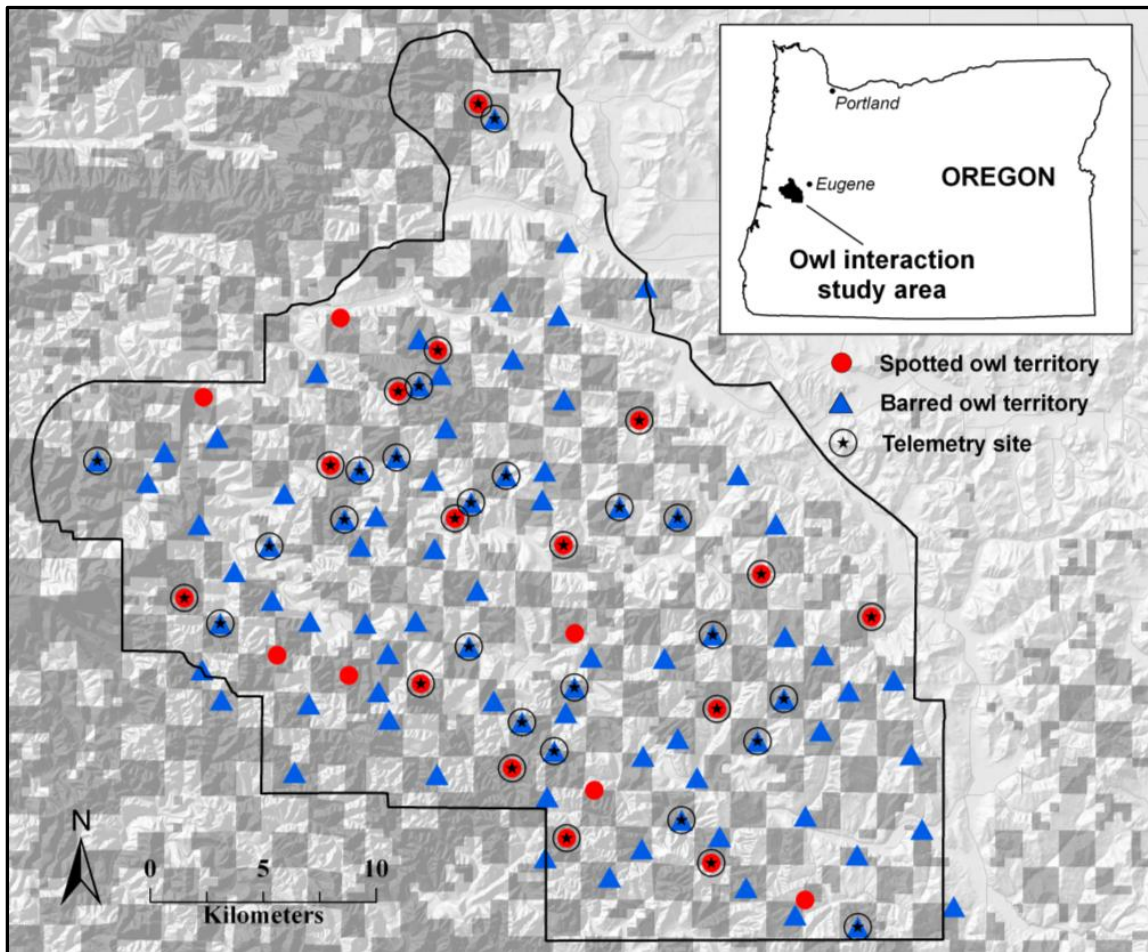 Portland
Eugene
OREGON
Owl interaction
study area
Spotted owl territory
Barred owl territory
Telemetry site
N
0 5 10
Kilometers